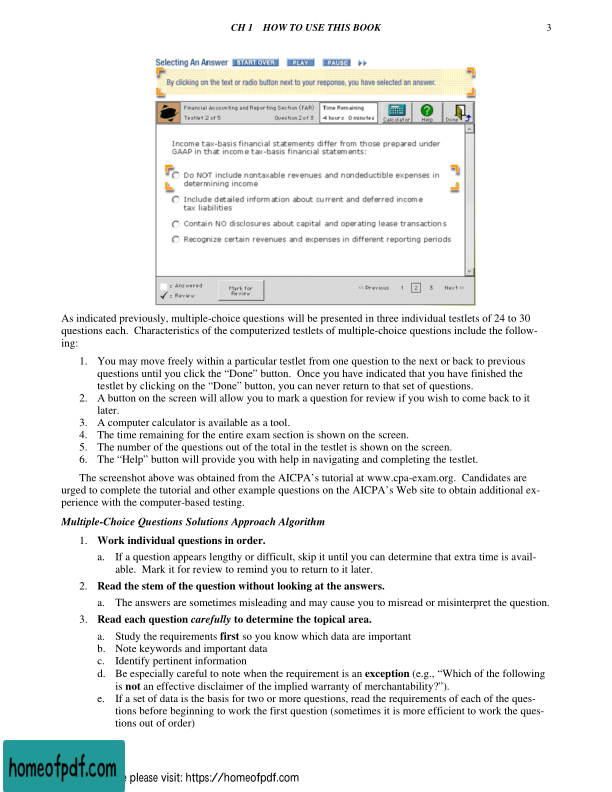 CH 1 HOW TO USE THIS BOOK 3
Selecting An Answer START OVER PLAY PAUSE
By clicking on the text or radio button next to your response, you have selected an answer.
Financial Accounting and Reporting Section (FAR)
Testlet 2 of 5 Question 2 of 3
Time Remaining
4 hours 0 minutes
Calculator Help Done
Income tax-basis financial statements differ from those prepared under
GAAP in that income tax-basis financial statements:
Do NOT include nontaxable revenues and nondeductible expenses in
determining income
Include detailed information about current and deferred income
tax liabilities
Contain NO disclosures about capital and operating lease transactions
Recognize certain revenues and expenses in different reporting periods
= Answered
= Review
Mark for
Review
<<Previous 1 2 3 Next>>
As indicated previously, multiple-choice questions will be presented in three individual testlets of 24 to 30
questions each. Characteristics of the computerized testlets of multiple-choice questions include the follow-
ing:
1. You may move freely within a particular testlet from one question to the next or back to previous
questions until you click the “Done” button. Once you have indicated that you have finished the
testlet by clicking on the “Done” button, you can never return to that set of questions.
2. A button on the screen will allow you to mark a question for review if you wish to come back to it
later.
3. A computer calculator is available as a tool.
4. The time remaining for the entire exam section is shown on the screen.
5. The number of the questions out of the total in the testlet is shown on the screen.
6. The “Help” button will provide you with help in navigating and completing the testlet.
The screenshot above was obtained from the AICPA’s tutorial at www.cpa-exam.org. Candidates are
urged to complete the tutorial and other example questions on the AICPA’s Web site to obtain additional ex-
perience with the computer-based testing.
Multiple-Choice Questions Solutions Approach Algorithm
1. Work individual questions in order.
a. If a question appears lengthy or difficult, skip it until you can determine that extra time is avail-
able. Mark it for review to remind you to return to it later.
2. Read the stem of the question without looking at the answers.
a. The answers are sometimes misleading and may cause you to misread or misinterpret the question.
3. Read each question carefully to determine the topical area.
a. Study the requirements first so you know which data are important
b. Note keywords and important data
c. Identify pertinent information
d. Be especially careful to note when the requirement is an exception (e.g., “Which of the following
is not an effective disclaimer of the implied warranty of merchantability?”).
e. If a set of data is the basis for two or more questions, read the requirements of each of the ques-
tions before beginning to work the first question (sometimes it is more efficient to work the ques-
tions out of order)
homeofpdf.com
please visit: https://homeofpdf.com